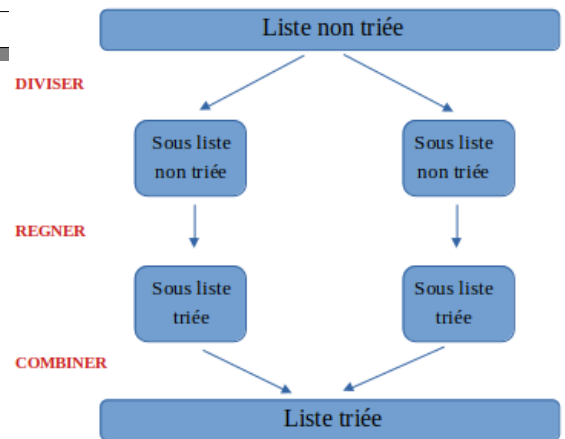 Liste non triée
DIVISER
Sous liste
non triée
Sous liste
non triée
REGNER
Sous liste
triée
Sous liste
triée
COMBINER
Liste triée